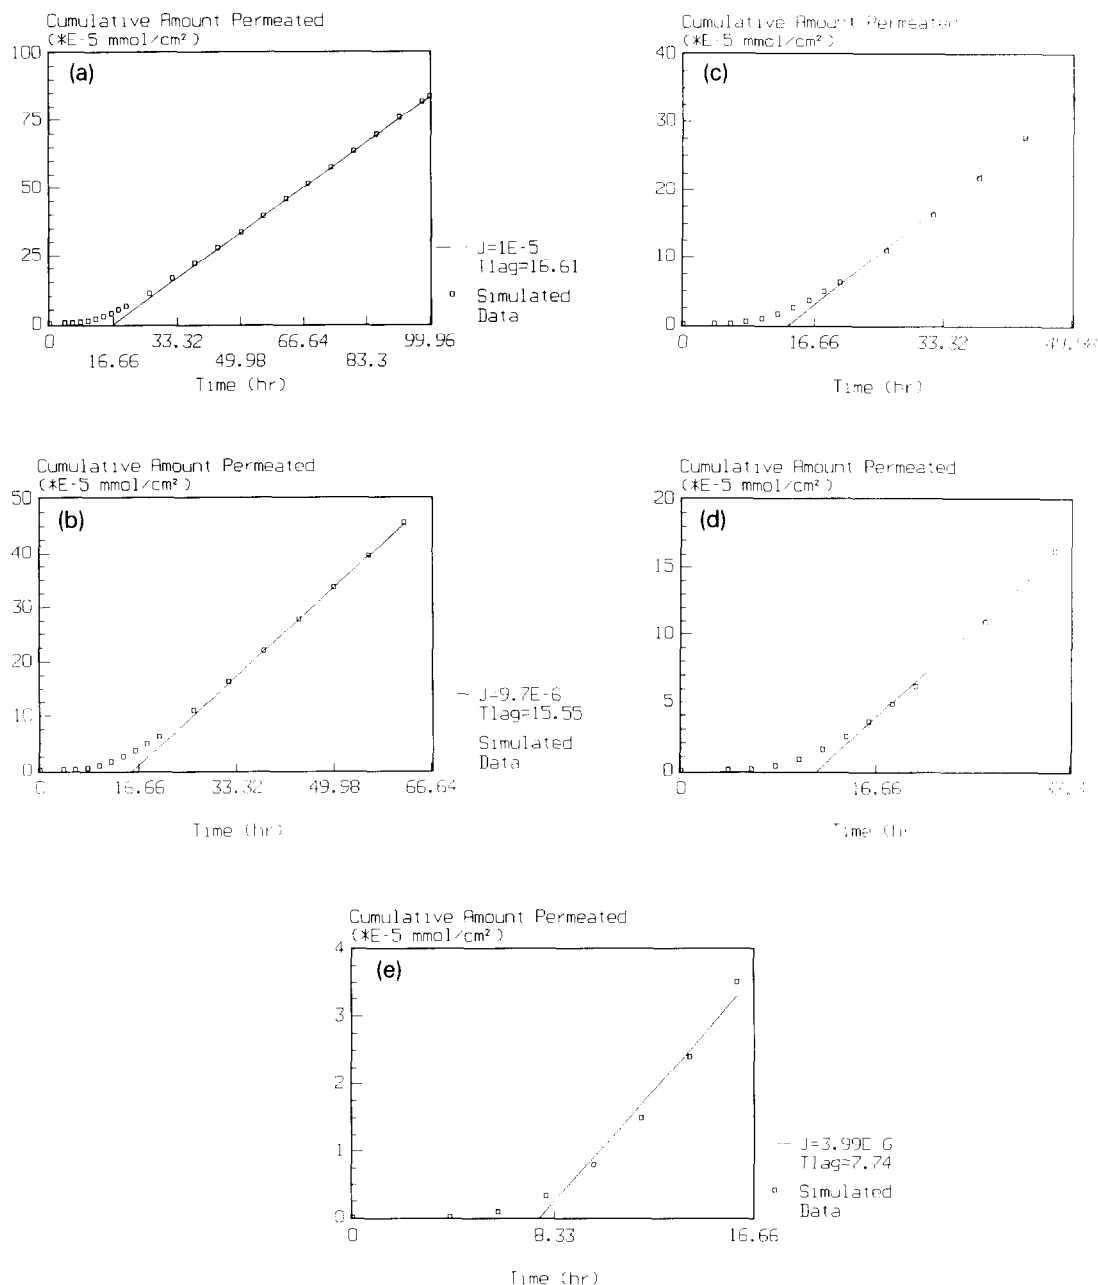 Cumulative Amount Permeated
(*E-5 mmol/cm²)
(a)
100
75
50
25
0
0
16.66
33.32
49.98
66.64
83.3
99.96
Time (hr)
J=1E-5
Tlag=16.61
Simulated
Data
Cumulative Amount Permeated
(*E-5 mmol/cm²)
(c)
40
30
20
10
0
0
16.66
33.32
49.98
Time (hr)
Cumulative Amount Permeated
(*E-5 mmol/cm²)
(b)
50
40
30
20
10
0
0
16.66
33.32
49.98
66.64
Time (hr)
J=9.7E-6
Tlag=15.55
Simulated
Data
Cumulative Amount Permeated
(*E-5 mmol/cm²)
(d)
20
15
10
5
0
0
16.66
Time (hr
Cumulative Amount Permeated
(*E-5 mmol/cm²)
(e)
4
3
2
1
0
0
8.33
16.66
Time (hr)
J=3.99E 6
Tlag=7.74
Simulated
Data